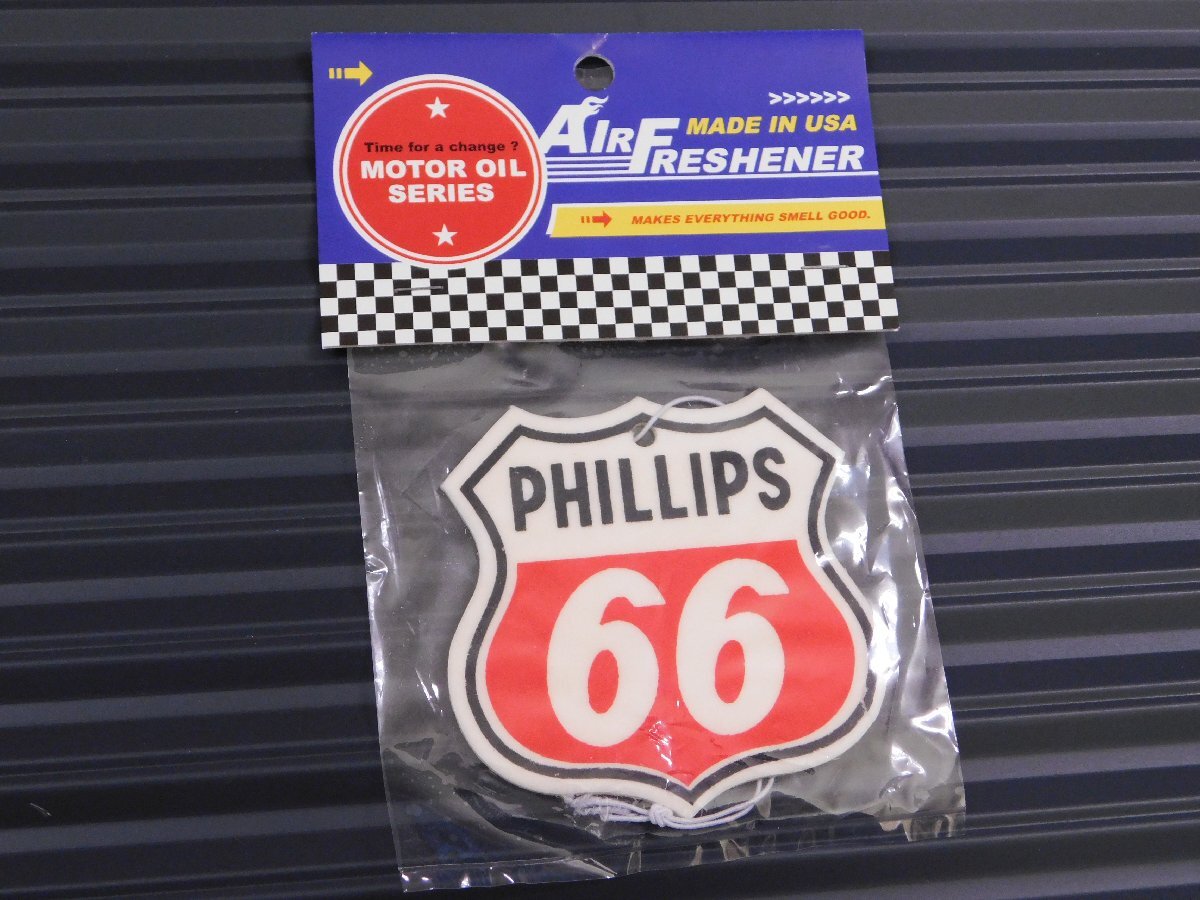 Time for a change ?
MOTOR OIL
SERIES
>>>>>>
MADE IN USA
AIR FRESHENER
MAKES EVERYTHING SMELL GOOD.
PHILLIPS
66